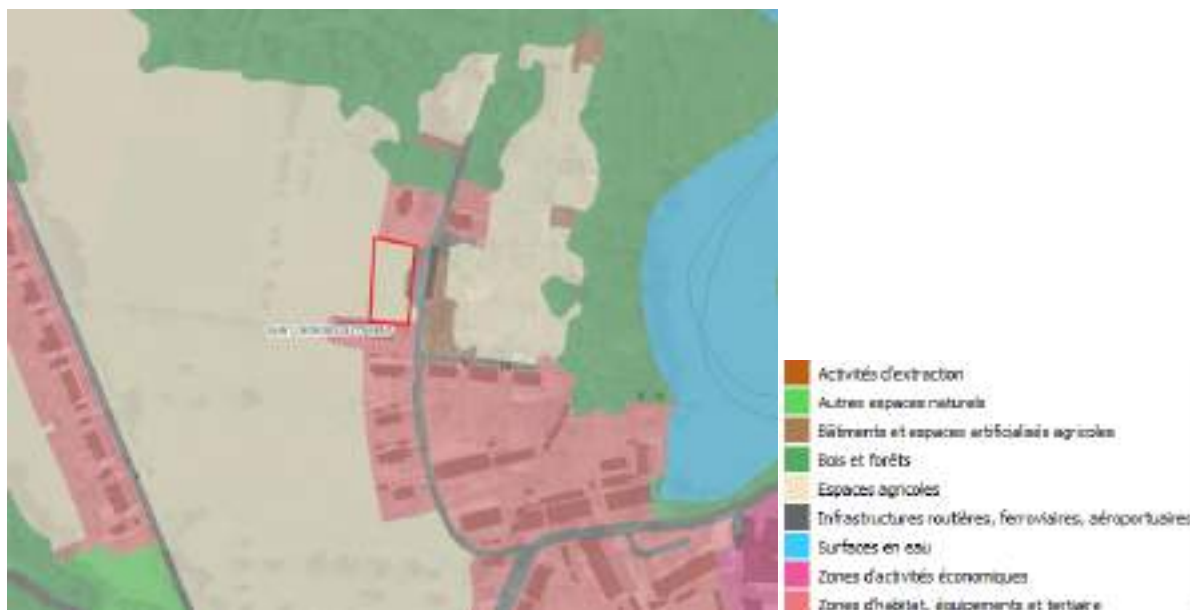 Activités d'extraction
Autres espaces naturels
Bâtiments et espaces artificialisés agricoles
Bois et forêts
Espaces agricoles
Infrastructures routières, ferroviaires, aéroportuaires
Surfaces en eau
Zones d'activités économiques
Zones d'habitat, équipements et tertiaire